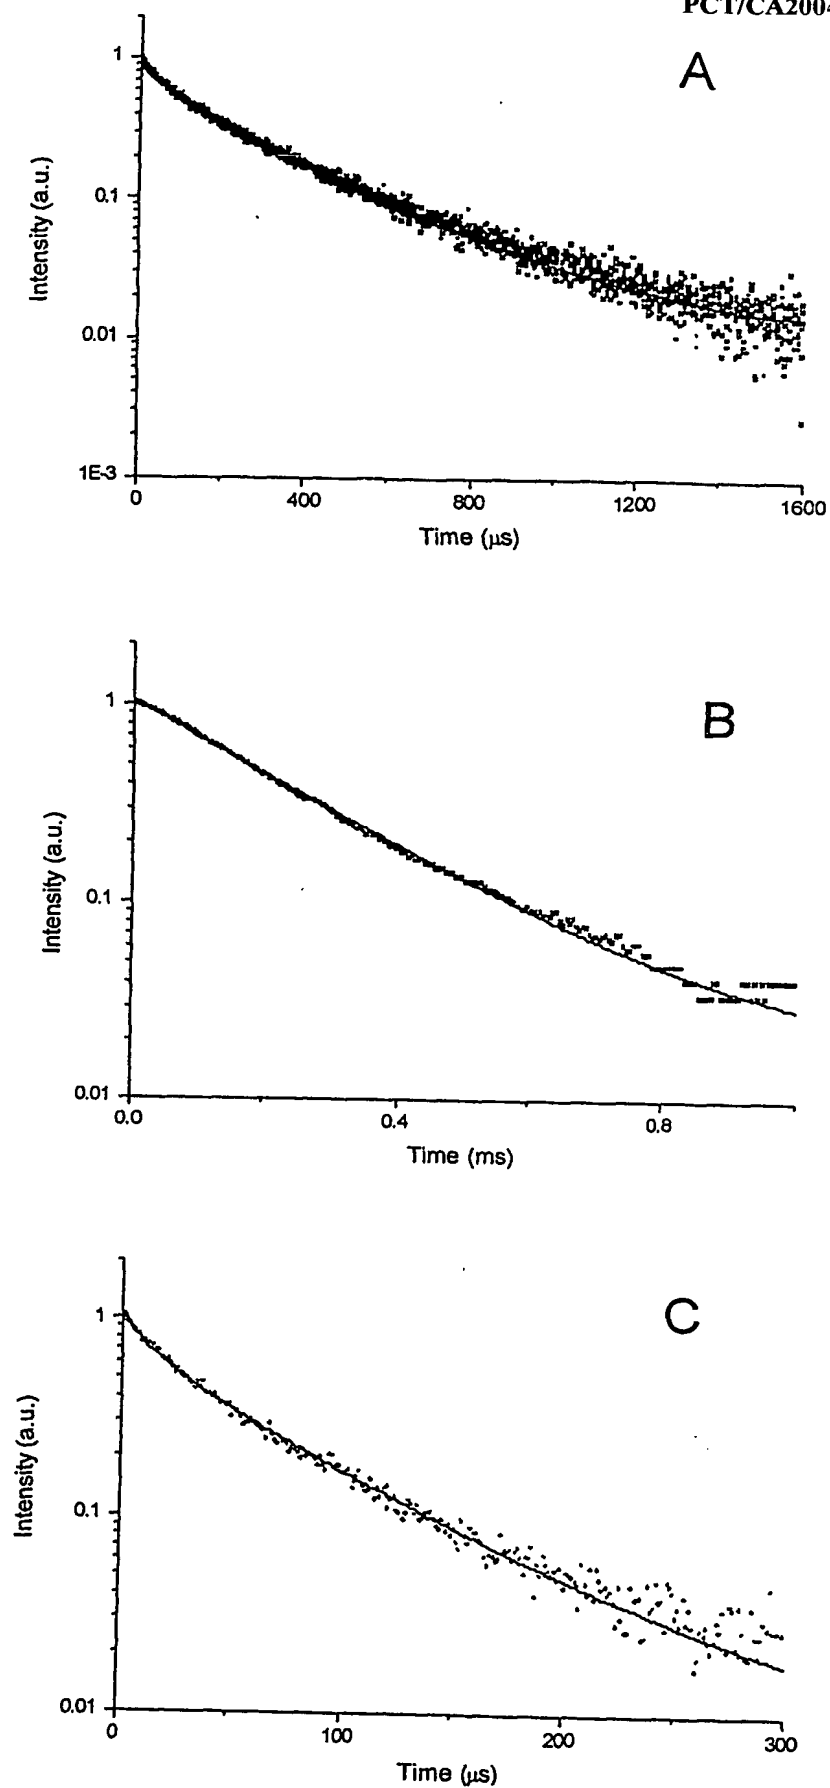 PCT/CA2004
A
1
0.1
0.01
1E-3
Intensity (a.u.)
0 400 800 1200 1600
Time (μs)
B
1
0.1
0.01
Intensity (a.u.)
0.0 0.4 0.8
Time (ms)
C
1
0.1
0.01
Intensity (a.u.)
0 100 200 300
Time (μs)